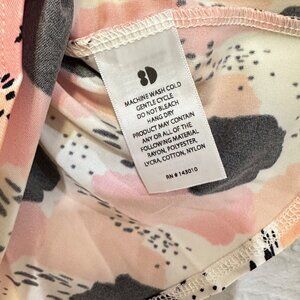 MACHINE WASH COLD
GENTLE CYCLE
DO NOT BLEACH
HANG DRY
PRODUCT MAY CONTAIN
ANY OR ALL OF THE
FOLLOWING MATERIAL
RAYON, POLYESTER,
LYCRA, COTTON, NYLON
RN # 143010